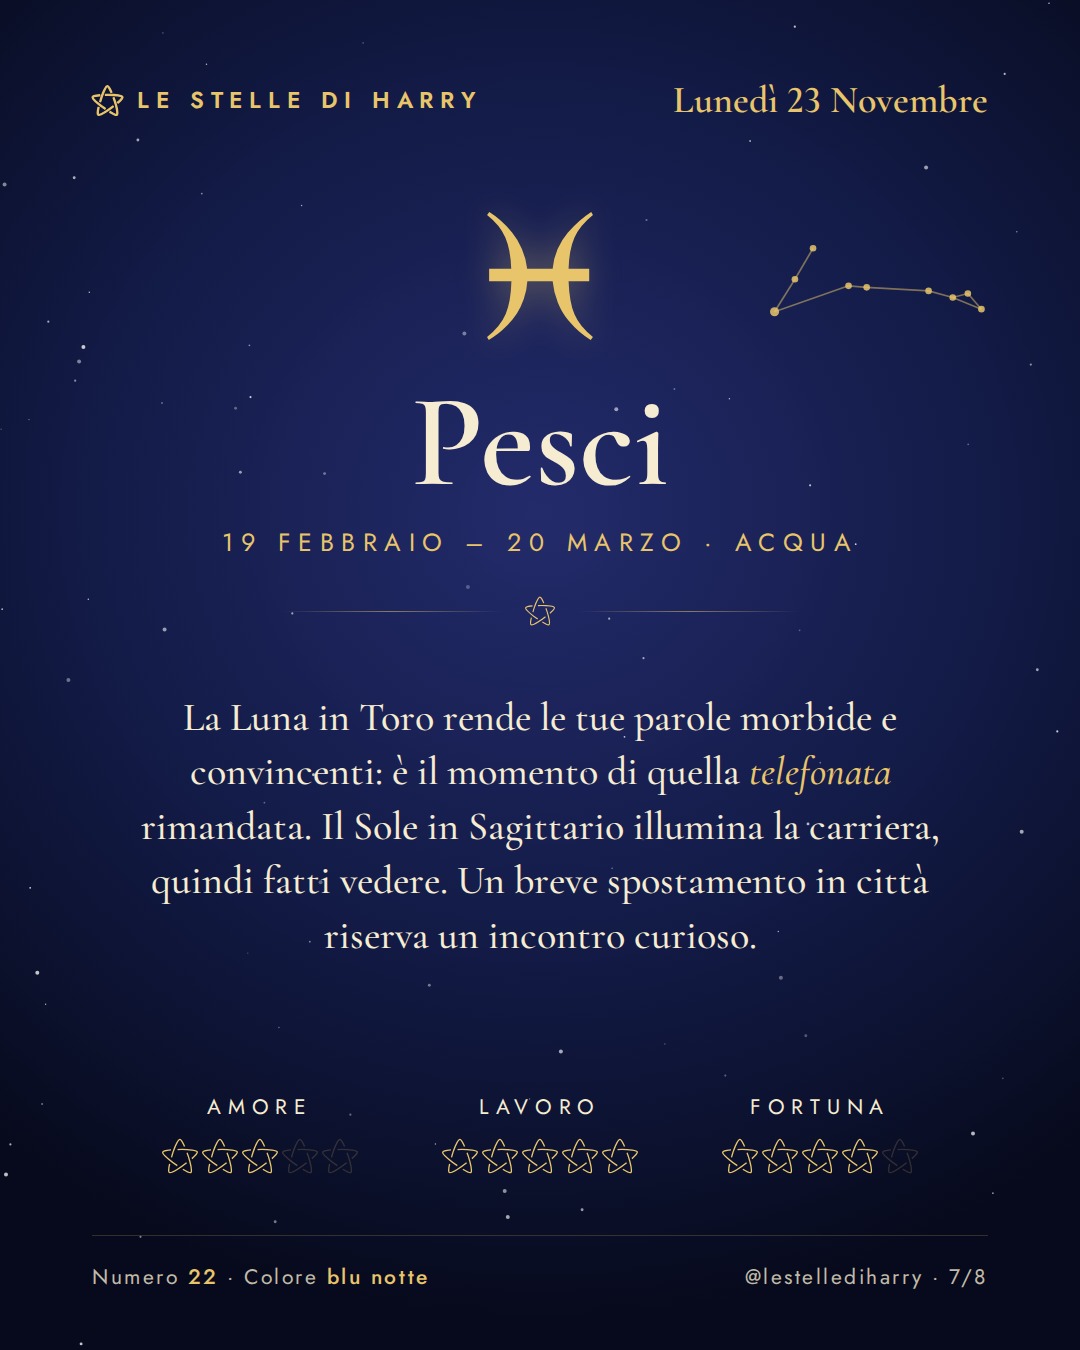 LE STELLE DI HARRY
Lunedì 23 Novembre
♓
Pesci
19 FEBBRAIO – 20 MARZO · ACQUA
La Luna in Toro rende le tue parole morbide e
convincenti: è il momento di quella telefonata
rimandata. Il Sole in Sagittario illumina la carriera,
quindi fatti vedere. Un breve spostamento in città
riserva un incontro curioso.
AMORE
LAVORO
FORTUNA
Numero 22 · Colore blu notte
@lestellediharry · 7/8